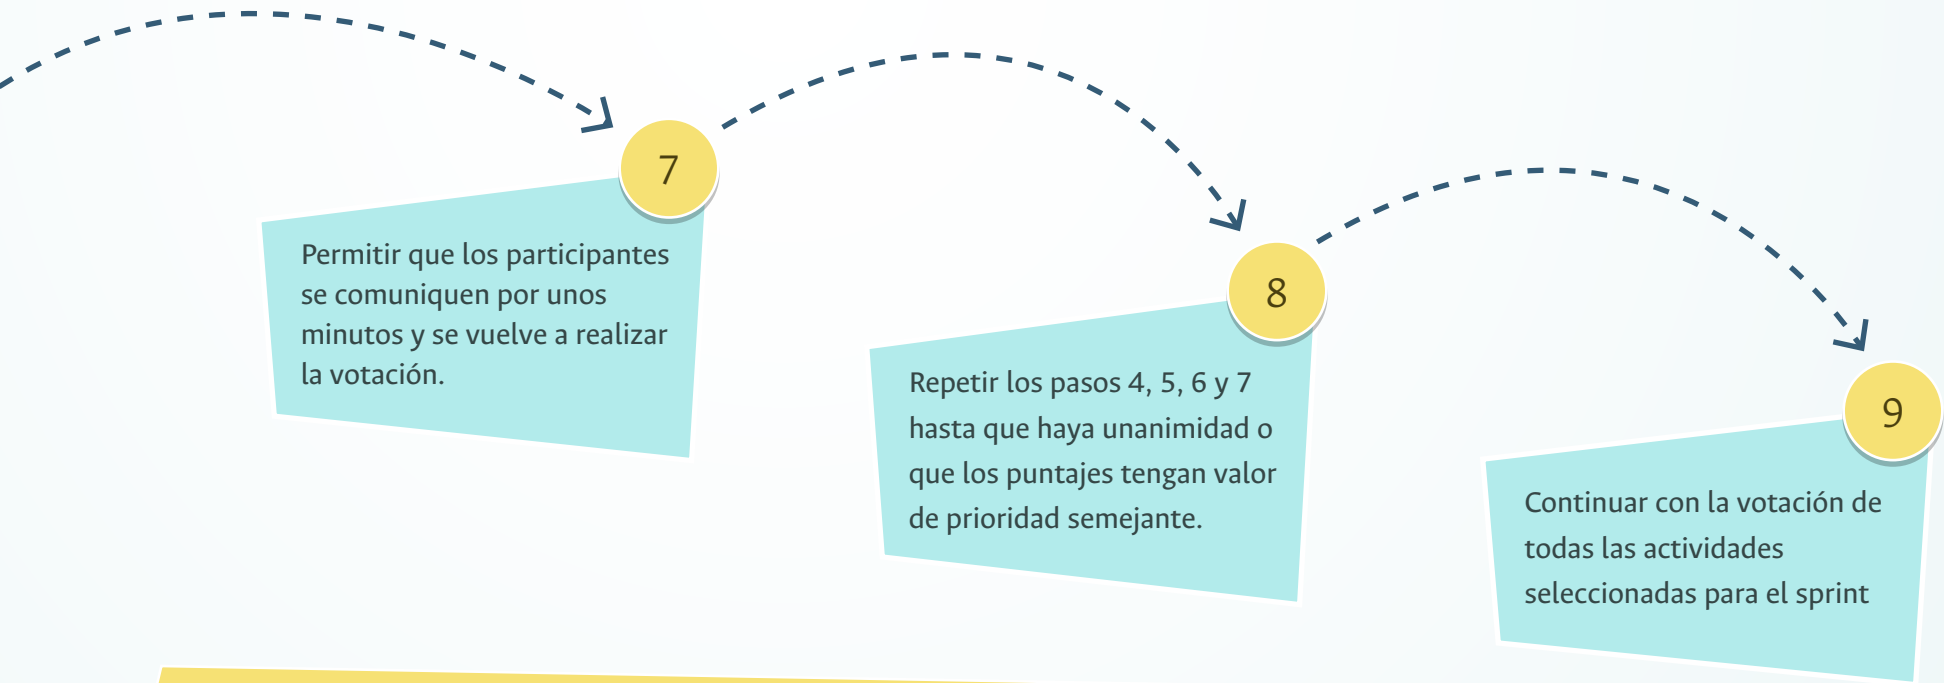 7
Permitir que los participantes
se comuniquen por unos
minutos y se vuelve a realizar
la votación.
8
Repetir los pasos 4, 5, 6 y 7
hasta que haya unanimidad o
que los puntajes tengan valor
de prioridad semejante.
9
Continuar con la votación de
todas las actividades
seleccionadas para el sprint